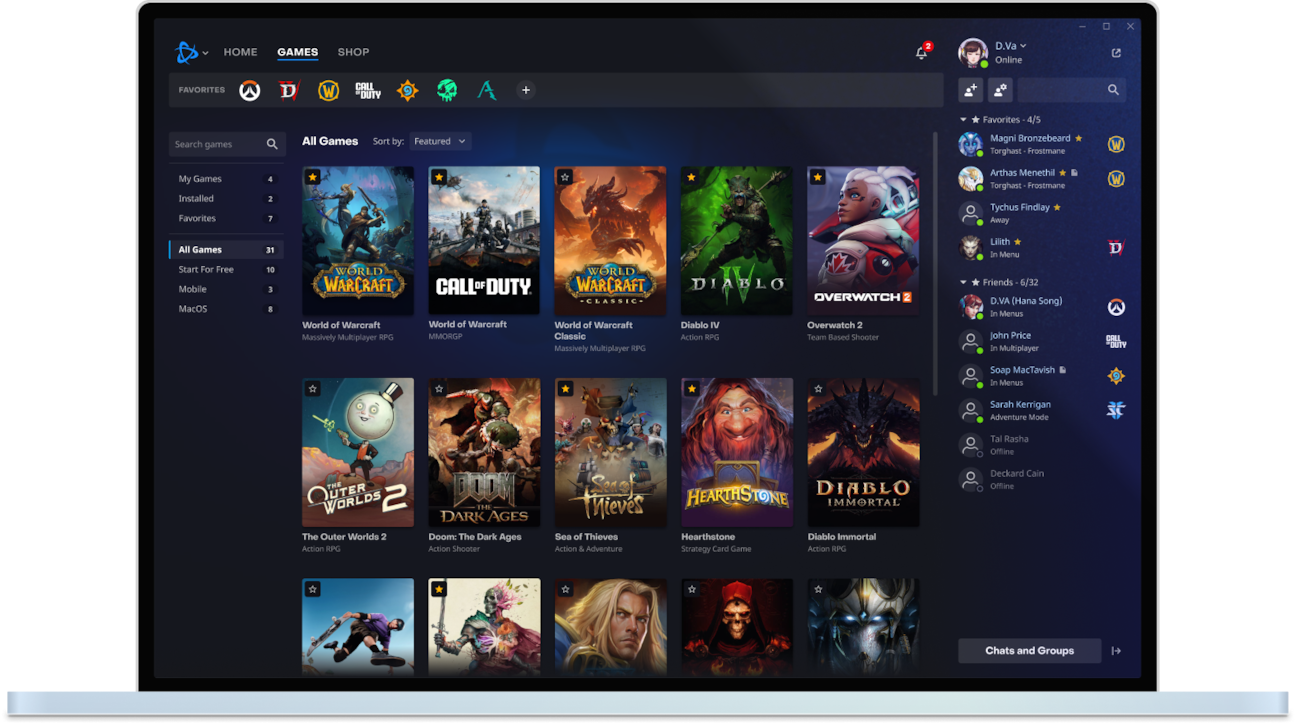 HOME GAMES SHOP
2
D.Va
Online
FAVORITES
D
W
CALL OF DUTY
+
Search games
My Games 4
Installed 2
Favorites 7
All Games 31
Start For Free 10
Mobile 3
MacOS 8
All Games Sort by: Featured
WORLD
WARCRAFT
CALL OF DUTY
WORLD
WARCRAFT
CLASSIC
DIABLO
IV
OVERWATCH 2
World of Warcraft
Massively Multiplayer RPG
World of Warcraft
MMORGP
World of Warcraft
Classic
Massively Multiplayer RPG
Diablo IV
Action RPG
Overwatch 2
Team Based Shooter
THE
OUTER
WORLDS 2
DOOM
THE
DARK AGES
Sea of
Thieves
HEARTHSTONE
DIABLO
IMMORTAL
The Outer Worlds 2
Action RPG
Doom: The Dark Ages
Action Shooter
Sea of Thieves
Action & Adventure
Hearthstone
Strategy Card Game
Diablo Immortal
Action RPG
Favorites - 4/5
Magni Bronzebeard
Torghast - Frostmane
W
Arthas Menethil
Torghast - Frostmane
W
Tychus Findlay
Away
Lilith
In Menu
D
Friends - 6/32
D.VA (Hana Song)
In Menus
John Price
In Multiplayer
CALL OF DUTY
Soap MacTavish
In Menus
Sarah Kerrigan
Adventure Mode
Tal Rasha
Offline
Deckard Cain
Offline
Chats and Groups